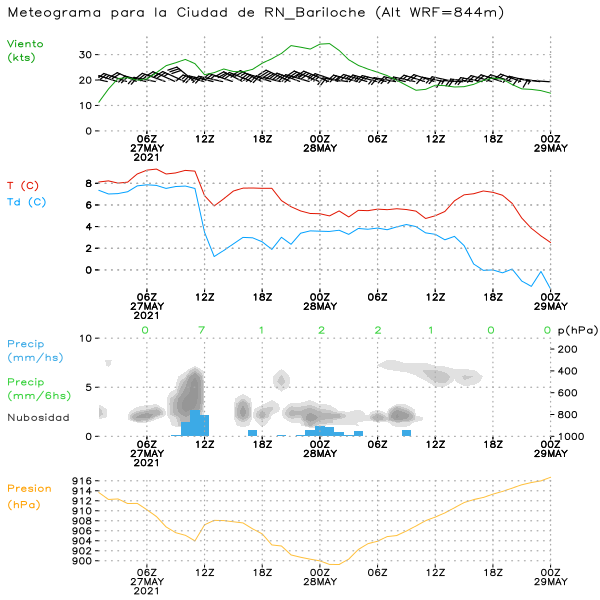 Meteograma para la Ciudad de RN_Bariloche (Alt WRF=844m)
Viento
(kts)
30
20
10
0
06Z 12Z 18Z 00Z 06Z 12Z 18Z 00Z
27MAY 28MAY 29MAY
2021
T (C)
Td (C)
8
6
4
2
0
06Z 12Z 18Z 00Z 06Z 12Z 18Z 00Z
27MAY 28MAY 29MAY
2021
0 7 1 2 2 1 0 0 p(hPa)
Precip
(mm/hs)
Precip
(mm/6hs)
Nubosidad
10
5
0
200
400
600
800
1000
06Z 12Z 18Z 00Z 06Z 12Z 18Z 00Z
27MAY 28MAY 29MAY
2021
Presion
(hPa)
916
914
912
910
908
906
904
902
900
06Z 12Z 18Z 00Z 06Z 12Z 18Z 00Z
27MAY 28MAY 29MAY
2021